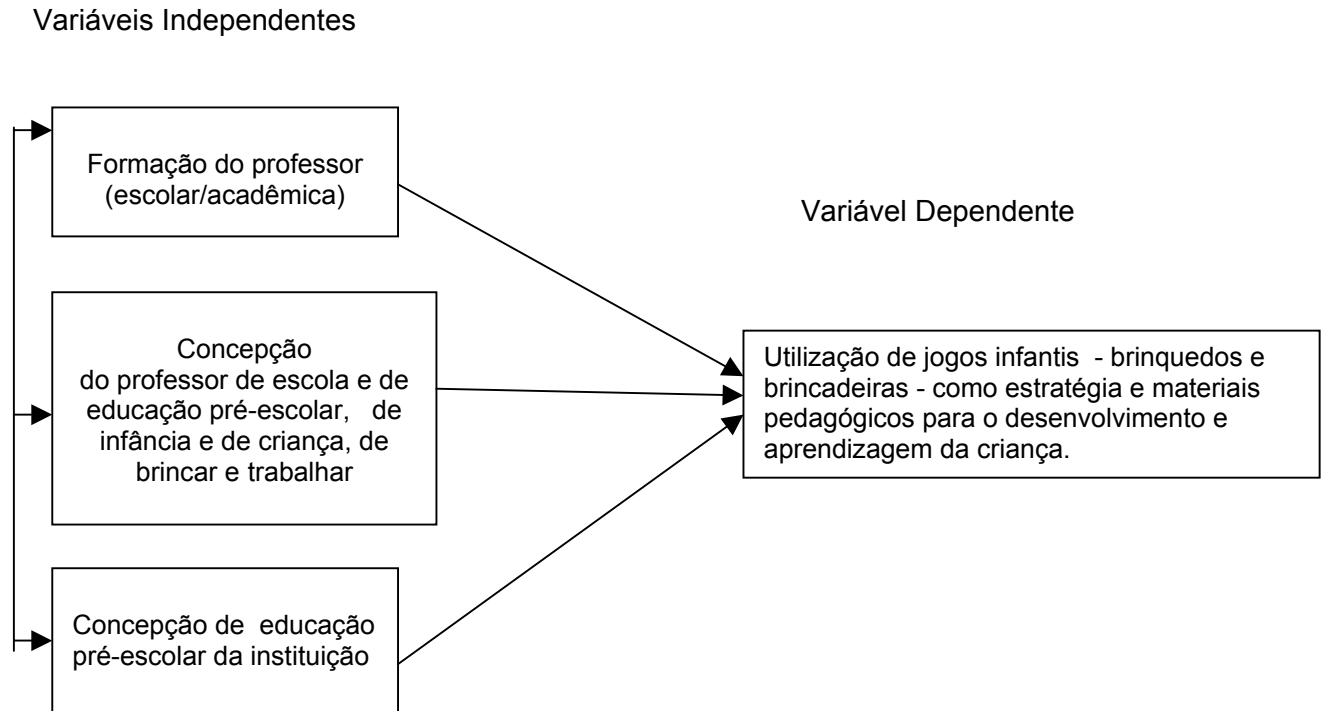 Variáveis Independentes
Formação do professor
(escolar/acadêmica)
Variável Dependente
Concepção
do professor de escola e de
educação pré-escolar, de
infância e de criança, de
brincar e trabalhar
Utilização de jogos infantis - brinquedos e
brincadeiras - como estratégia e materiais
pedagógicos para o desenvolvimento e
aprendizagem da criança.
Concepção de educação
pré-escolar da instituição